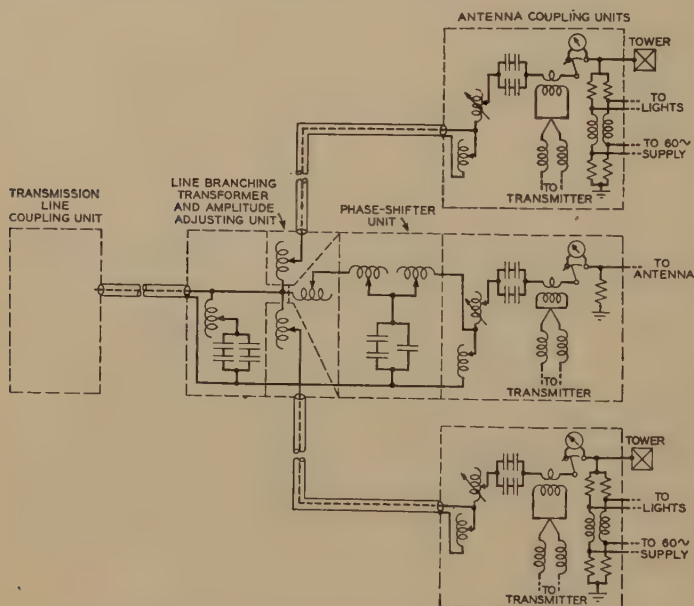 ANTENNA COUPLING UNITS
TOWER
TO
LIGHTS
TO 60~
SUPPLY
TO
TRANSMITTER
TRANSMISSION
LINE
COUPLING UNIT
LINE BRANCHING
TRANSFORMER
AND AMPLITUDE
ADJUSTING UNIT
PHASE-SHIFTER
UNIT
TO
ANTENNA
TO
TRANSMITTER
TOWER
TO
LIGHTS
TO 60~
SUPPLY
TO
TRANSMITTER